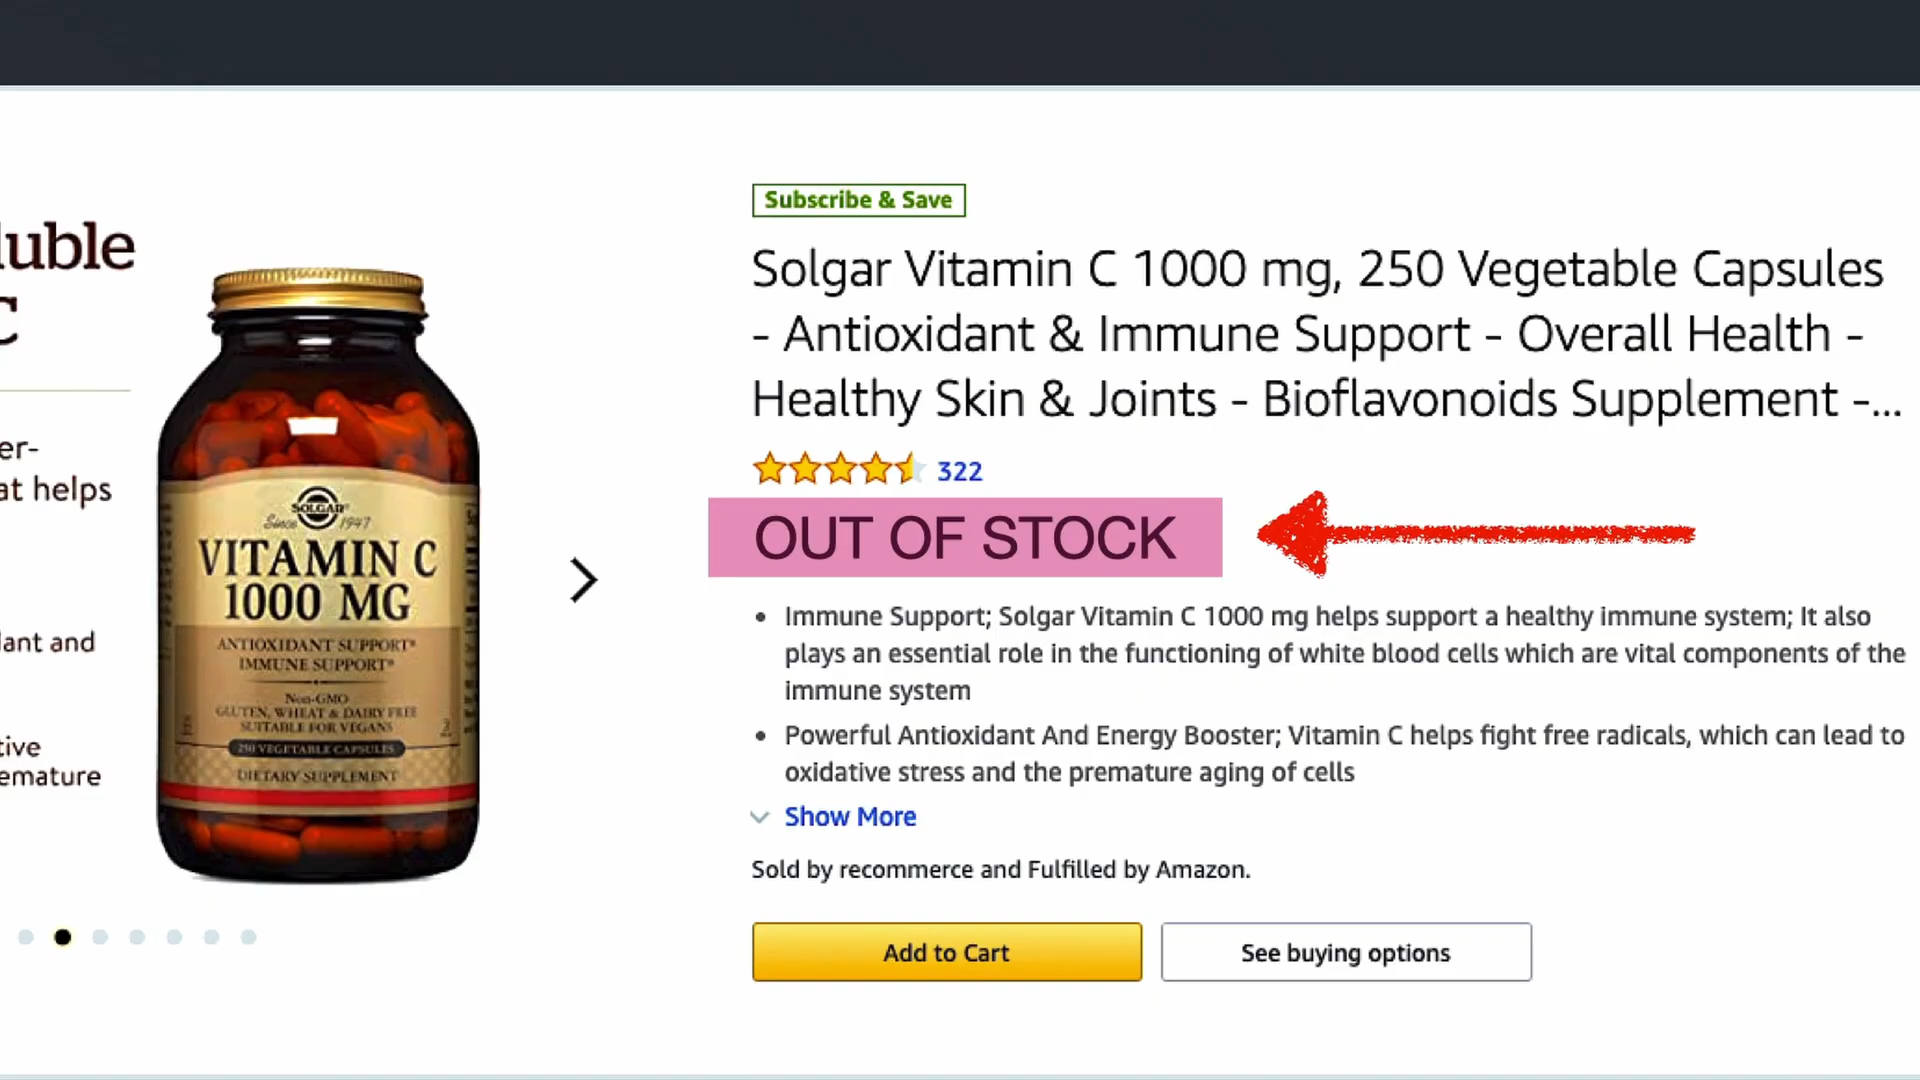 luble
C
er-
at helps
lant and
tive
emature
SOLGAR
Since 1947
VITAMIN C
1000 MG
ANTIOXIDANT SUPPORT*
IMMUNE SUPPORT*
Non-GMO
GLUTEN, WHEAT & DAIRY FREE
SUITABLE FOR VEGANS
250 VEGETABLE CAPSULES
DIETARY SUPPLEMENT
Subscribe & Save
Solgar Vitamin C 1000 mg, 250 Vegetable Capsules
- Antioxidant & Immune Support - Overall Health -
Healthy Skin & Joints - Bioflavonoids Supplement -...
322
OUT OF STOCK
• Immune Support; Solgar Vitamin C 1000 mg helps support a healthy immune system; It also
plays an essential role in the functioning of white blood cells which are vital components of the
immune system
• Powerful Antioxidant And Energy Booster; Vitamin C helps fight free radicals, which can lead to
oxidative stress and the premature aging of cells
Show More
Sold by recommerce and Fulfilled by Amazon.
Add to Cart
See buying options